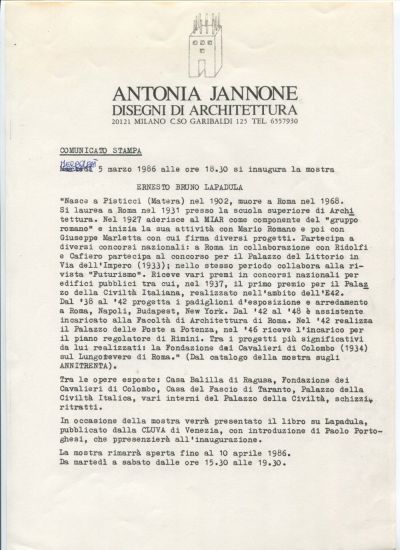 ANTONIA JANNONE
DISEGNI DI ARCHITETTURA
20121 MILANO C.SO GARIBALDI 125 TEL 6557930
COMUNICATO STAMPA
MERCOLEDÌ
Martedì 5 marzo 1986 alle ore 18.30 si inaugura la mostra
ERNESTO BRUNO LAPADULA
"Nasce a Pisticci (Matera) nel 1902, muore a Roma nel 1968.
Si laurea a Roma nel 1931 presso la scuola superiore di Archi
tettura. Nel 1927 aderisce al MIAR come componente del "gruppo
romano" e inizia la sua attività con Mario Romano e poi con
Giuseppe Marletta con cui firma diversi progetti. Partecipa a
diversi concorsi nazionali: a Roma in collaborazione con Ridolfi
e Cafiero partecipa al concorso per il Palazzo del Littorio in
Via dell'Impero (1933); nello stesso periodo collabora alla ri-
vista "Futurismo". Riceve vari premi in concorsi nazionali per
edifici pubblici tra cui, nel 1937, il primo premio per il Palaz
zo della Civiltà Italiana, realizzato nell'ambito dell'E42.
Dal '38 al '42 progetta i padiglioni d'esposizione e arredamento
a Roma, Napoli, Budapest, New York. Dal '42 al '48 è assistente
incaricato alla Facoltà di Architettura di Roma. Nel '42 realizza
il Palazzo delle Poste a Potenza, nel '46 riceve l'incarico per
il piano regolatore di Rimini. Tra i progetti più significativi
da lui realizzati: la Fondazione dei Cavalieri di Colombo (1934)
sul Lungotevere di Roma." (Dal catalogo della mostra sugli
ANNITRENTA).
Tra le opere esposte: Casa Balilla di Ragusa, Fondazione dei
Cavalieri di Colombo, Casa del Fascio di Taranto, Palazzo della
Civiltà Italica, vari interni del Palazzo della Civiltà, schizzi,
ritratti.
In occasione della mostra verrà presentato il libro su Lapadula,
pubblicato dalla CLUVA di Venezia, con introduzione di Paolo Porto-
ghesi, che ppresenzierà all'inaugurazione.
La mostra rimarrà aperta fino al 10 aprile 1986.
Da martedì a sabato dalle ore 15.30 alle 19.30.